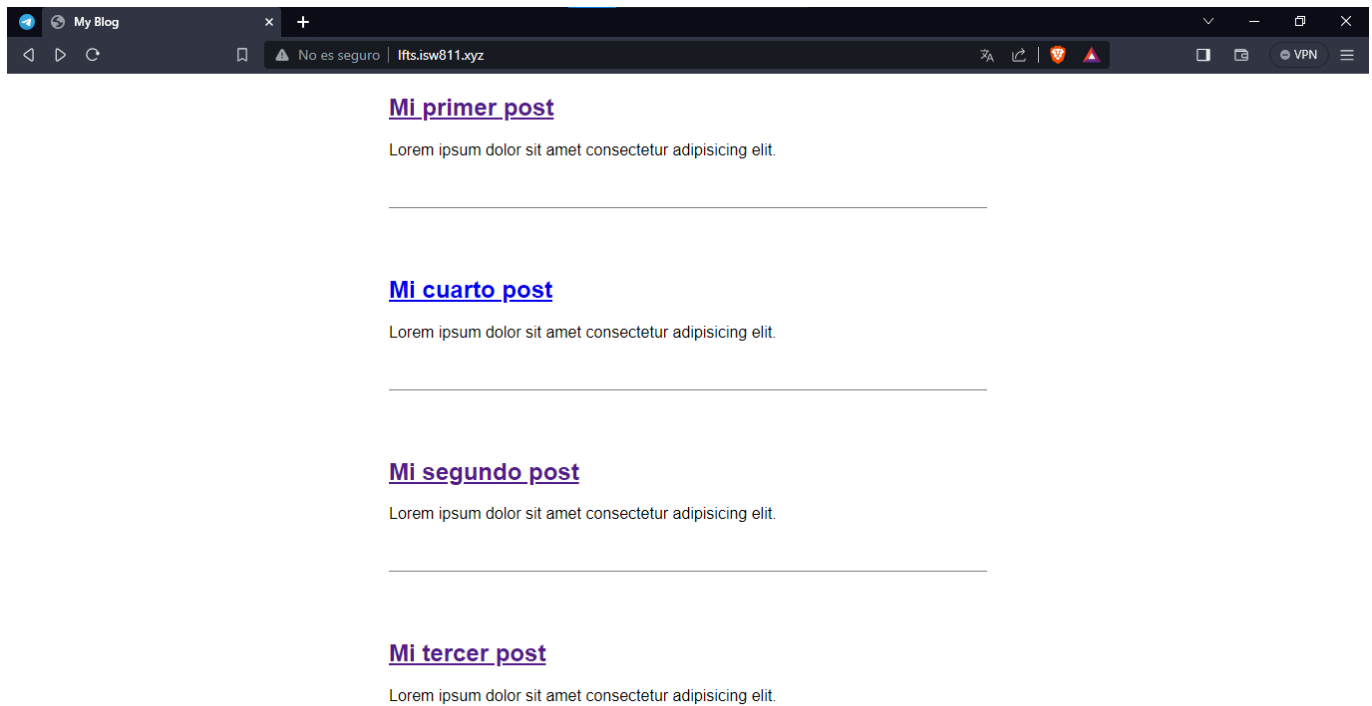 My Blog
No es seguro lfts.isw811.xyz
VPN
Mi primer post
Lorem ipsum dolor sit amet consectetur adipisicing elit.
Mi cuarto post
Lorem ipsum dolor sit amet consectetur adipisicing elit.
Mi segundo post
Lorem ipsum dolor sit amet consectetur adipisicing elit.
Mi tercer post
Lorem ipsum dolor sit amet consectetur adipisicing elit.